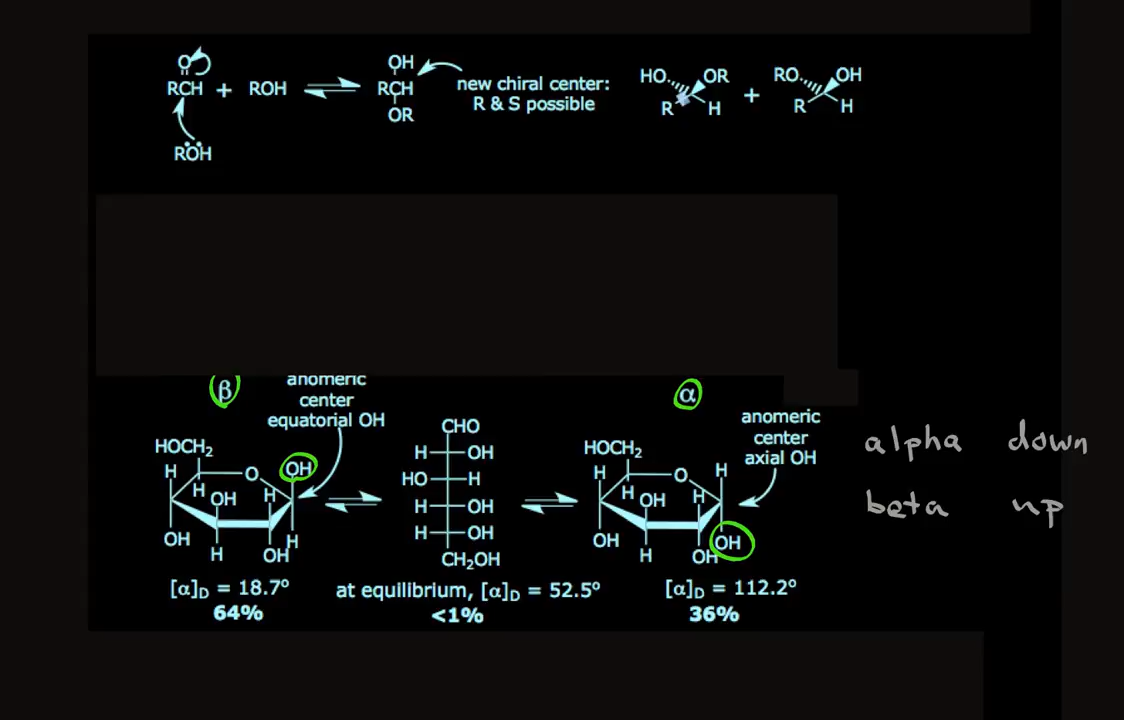 O
RCH + ROH
ROH
OH
RCH
OR
new chiral center:
R & S possible
HO OR
R H
+
RO OH
R H
β
anomeric
center
equatorial OH
HOCH2
H O OH
H OH H
OH H OH H
[α]D = 18.7°
64%
CHO
H OH
HO H
H OH
H OH
CH2OH
at equilibrium, [α]D = 52.5°
<1%
α
anomeric
center
axial OH
HOCH2
H O H
H OH H
OH H OH OH
[α]D = 112.2°
36%
alpha down
beta up